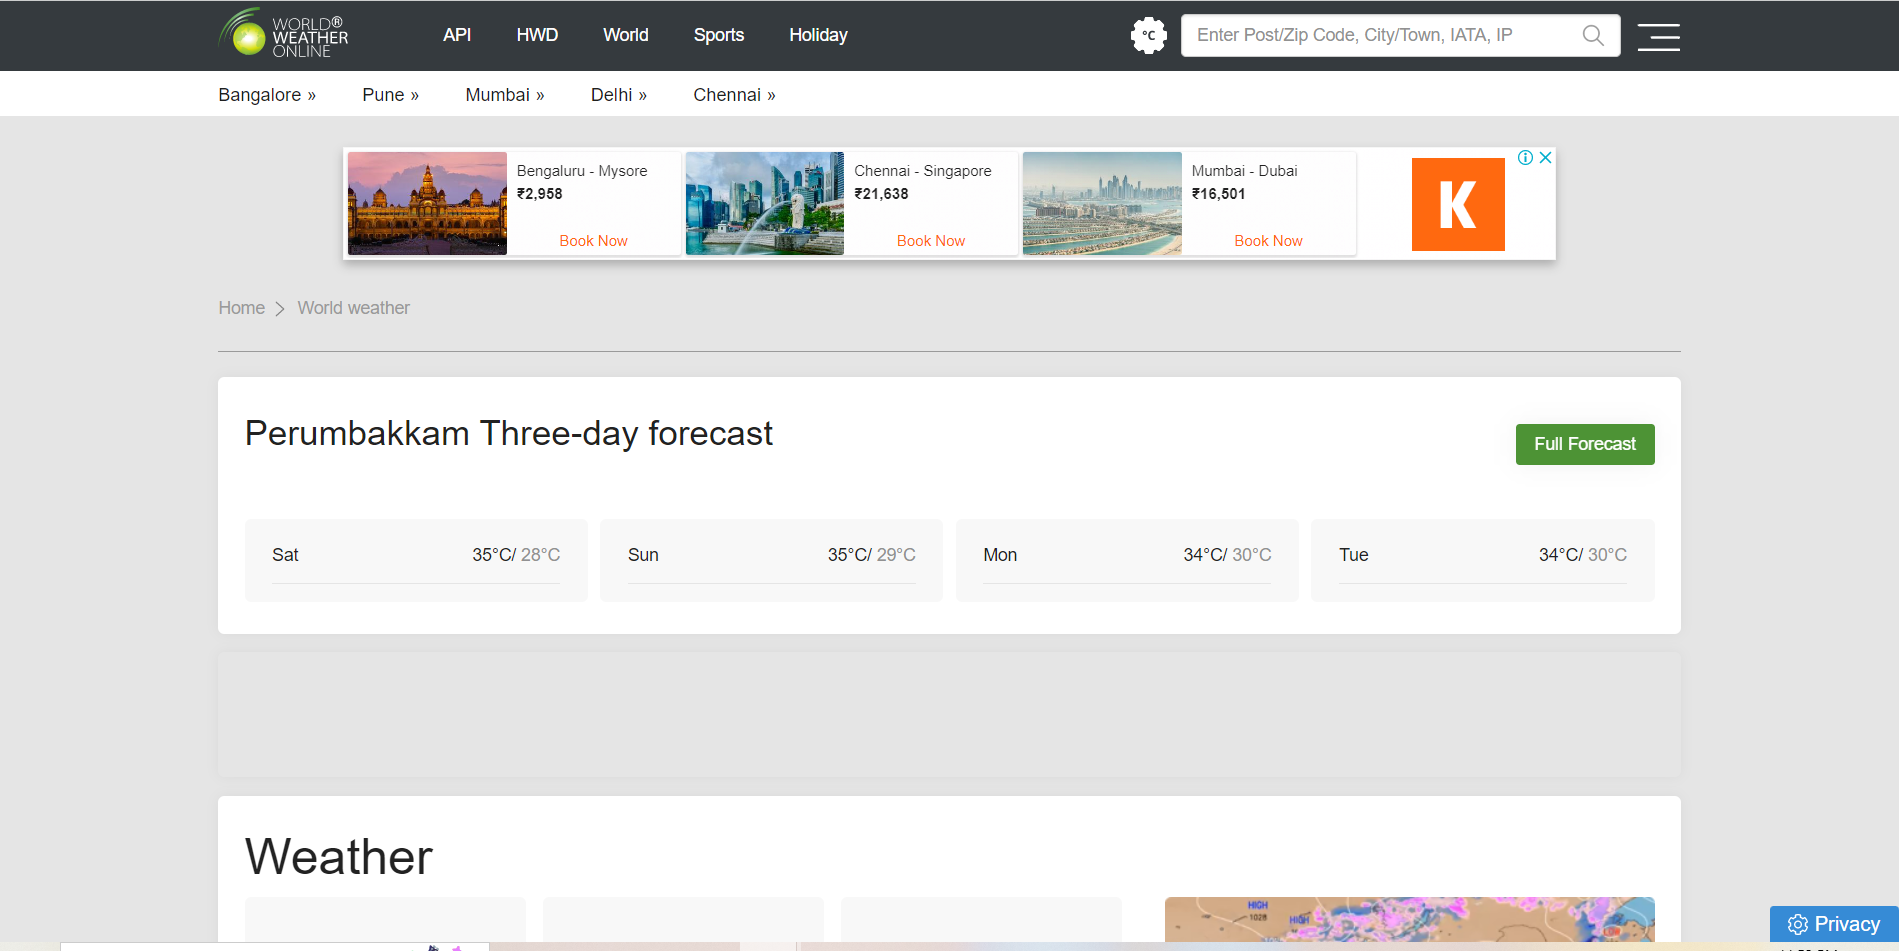 WORLD®
WEATHER
ONLINE
API HWD World Sports Holiday
°C
Enter Post/Zip Code, City/Town, IATA, IP
Bangalore » Pune » Mumbai » Delhi » Chennai »
Bengaluru - Mysore
₹2,958
Book Now
Chennai - Singapore
₹21,638
Book Now
Mumbai - Dubai
₹16,501
Book Now
K
Home > World weather
Perumbakkam Three-day forecast
Full Forecast
Sat 35°C/ 28°C
Sun 35°C/ 29°C
Mon 34°C/ 30°C
Tue 34°C/ 30°C
Weather
HIGH
1028
HIGH
Privacy